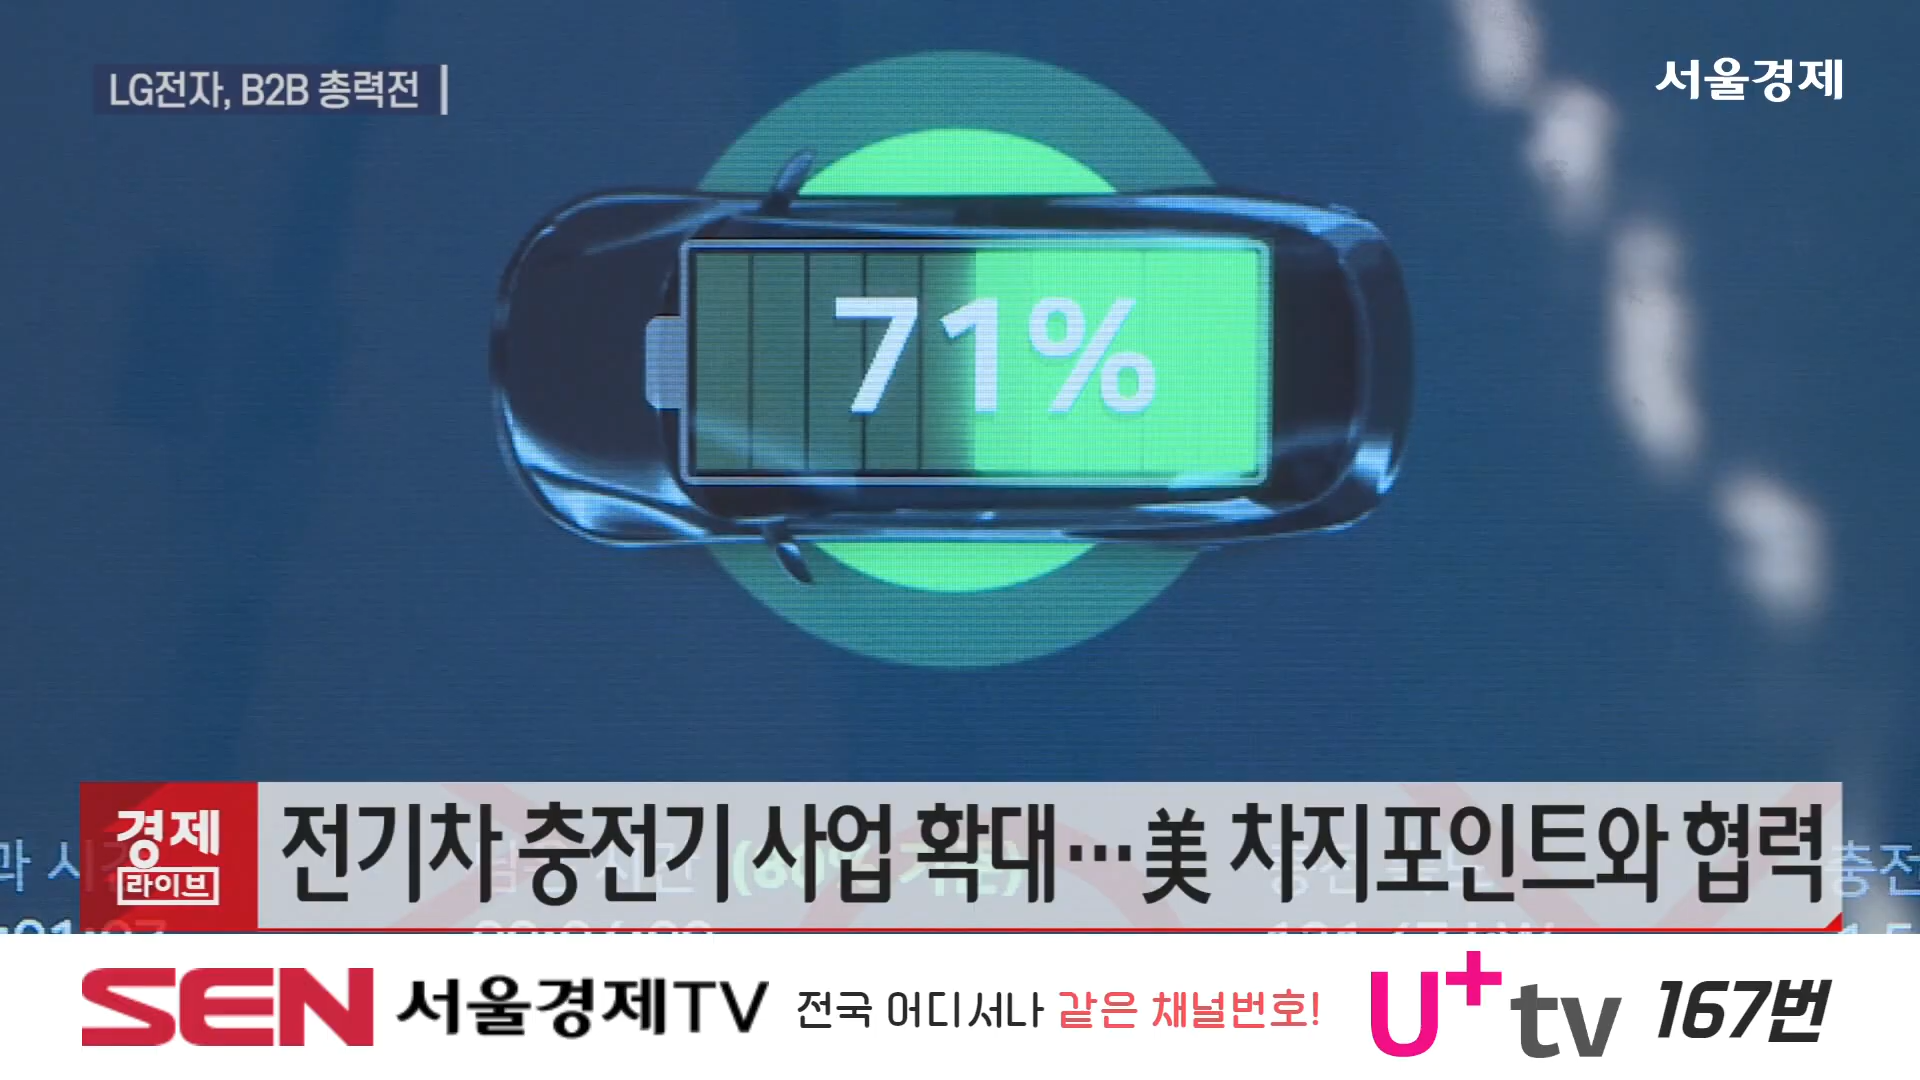 LG전자, B2B 총력전
서울경제
71%
경제
라이브
전기차 충전기 사업 확대…美 차지포인트와 협력
충전
SEN 서울경제TV 전국 어디서나 같은 채널번호! U+tv 167번